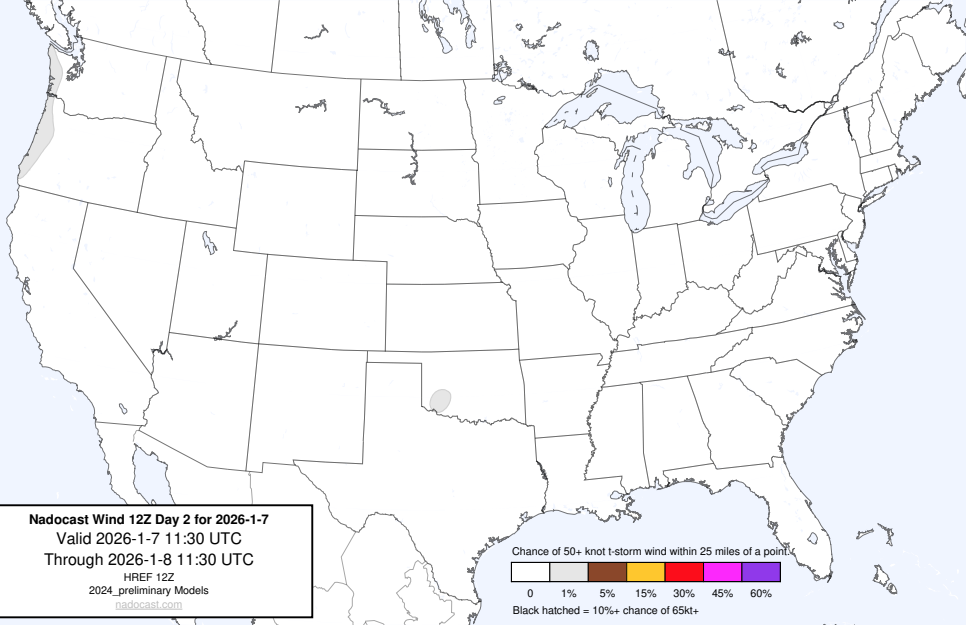 Nadocast Wind 12Z Day 2 for 2026-1-7
Valid 2026-1-7 11:30 UTC
Through 2026-1-8 11:30 UTC
HREF 12Z
2024_preliminary Models
nadocast.com
Chance of 50+ knot t-storm wind within 25 miles of a point.
0 1% 5% 15% 30% 45% 60%
Black hatched = 10%+ chance of 65kt+